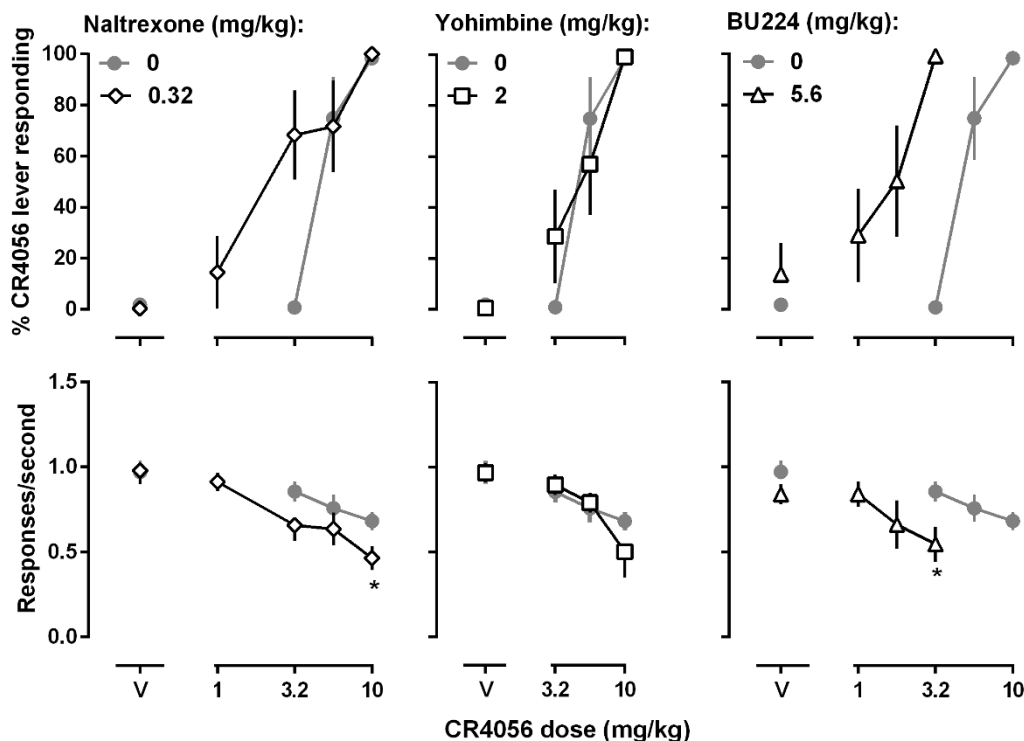 Naltrexone (mg/kg):
0
0.32
Yohimbine (mg/kg):
0
2
BU224 (mg/kg):
0
5.6
% CR4056 lever responding
100
80
60
40
20
0
Responses/second
1.5
1.0
0.5
0.0
*
*
V
1
3.2
10
V
3.2
10
V
1
3.2
10
CR4056 dose (mg/kg)